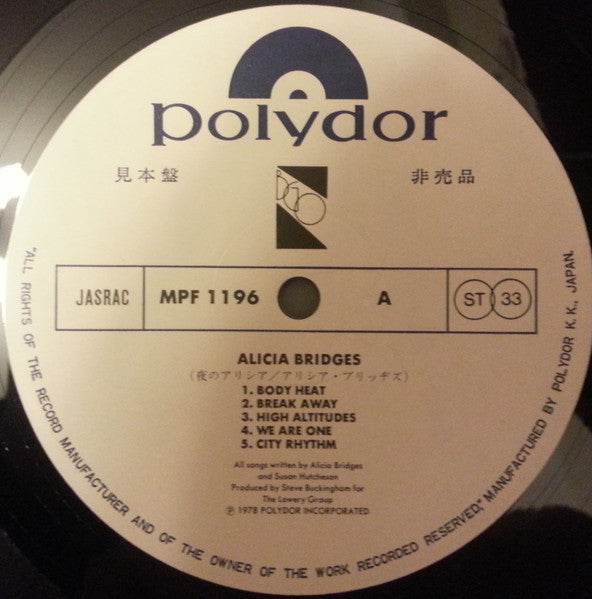 polydor
見本盤
非売品
JASRAC
MPF 1196
A
ST 33
ALICIA BRIDGES
(夜のアリシア/アリシア・ブリッヂズ)
1. BODY HEAT
2. BREAK AWAY
3. HIGH ALTITUDES
4. WE ARE ONE
5. CITY RHYTHM
All songs written by Alicia Bridges
and Susan Hutcheson
Produced by Steve Buckingham for
The Lowery Group
Ⓟ 1978 POLYDOR INCORPORATED
"ALL RIGHTS OF THE RECORD MANUFACTURER AND OF THE OWNER OF THE WORK RECORDED RESERVED," MANUFACTURED BY POLYDOR K.K., JAPAN.